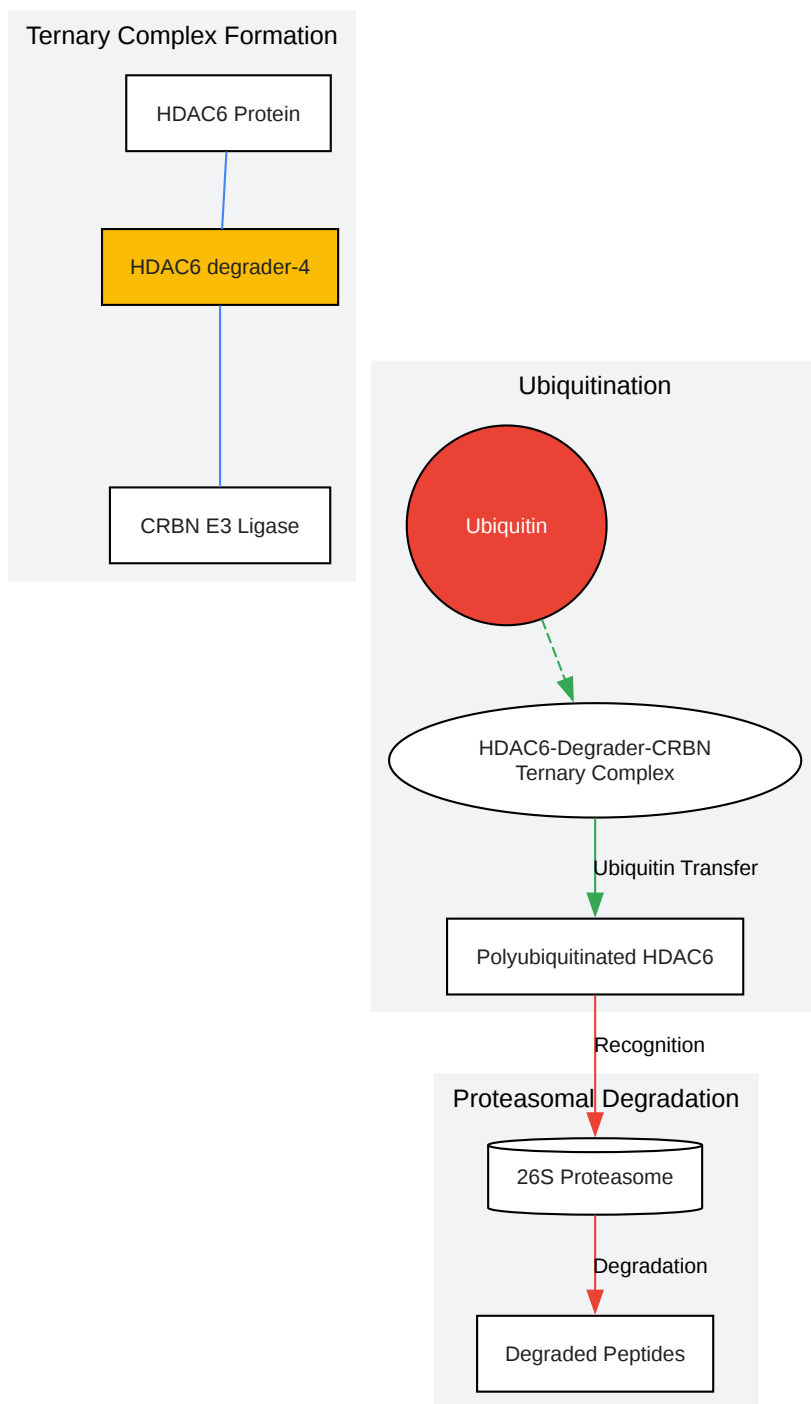 Ternary Complex Formation
HDAC6 Protein
HDAC6 degrader-4
CRBN E3 Ligase
Ubiquitination
Ubiquitin
HDAC6-Degrader-CRBN
Ternary Complex
Ubiquitin Transfer
Polyubiquitinated HDAC6
Recognition
Proteasomal Degradation
26S Proteasome
Degradation
Degraded Peptides